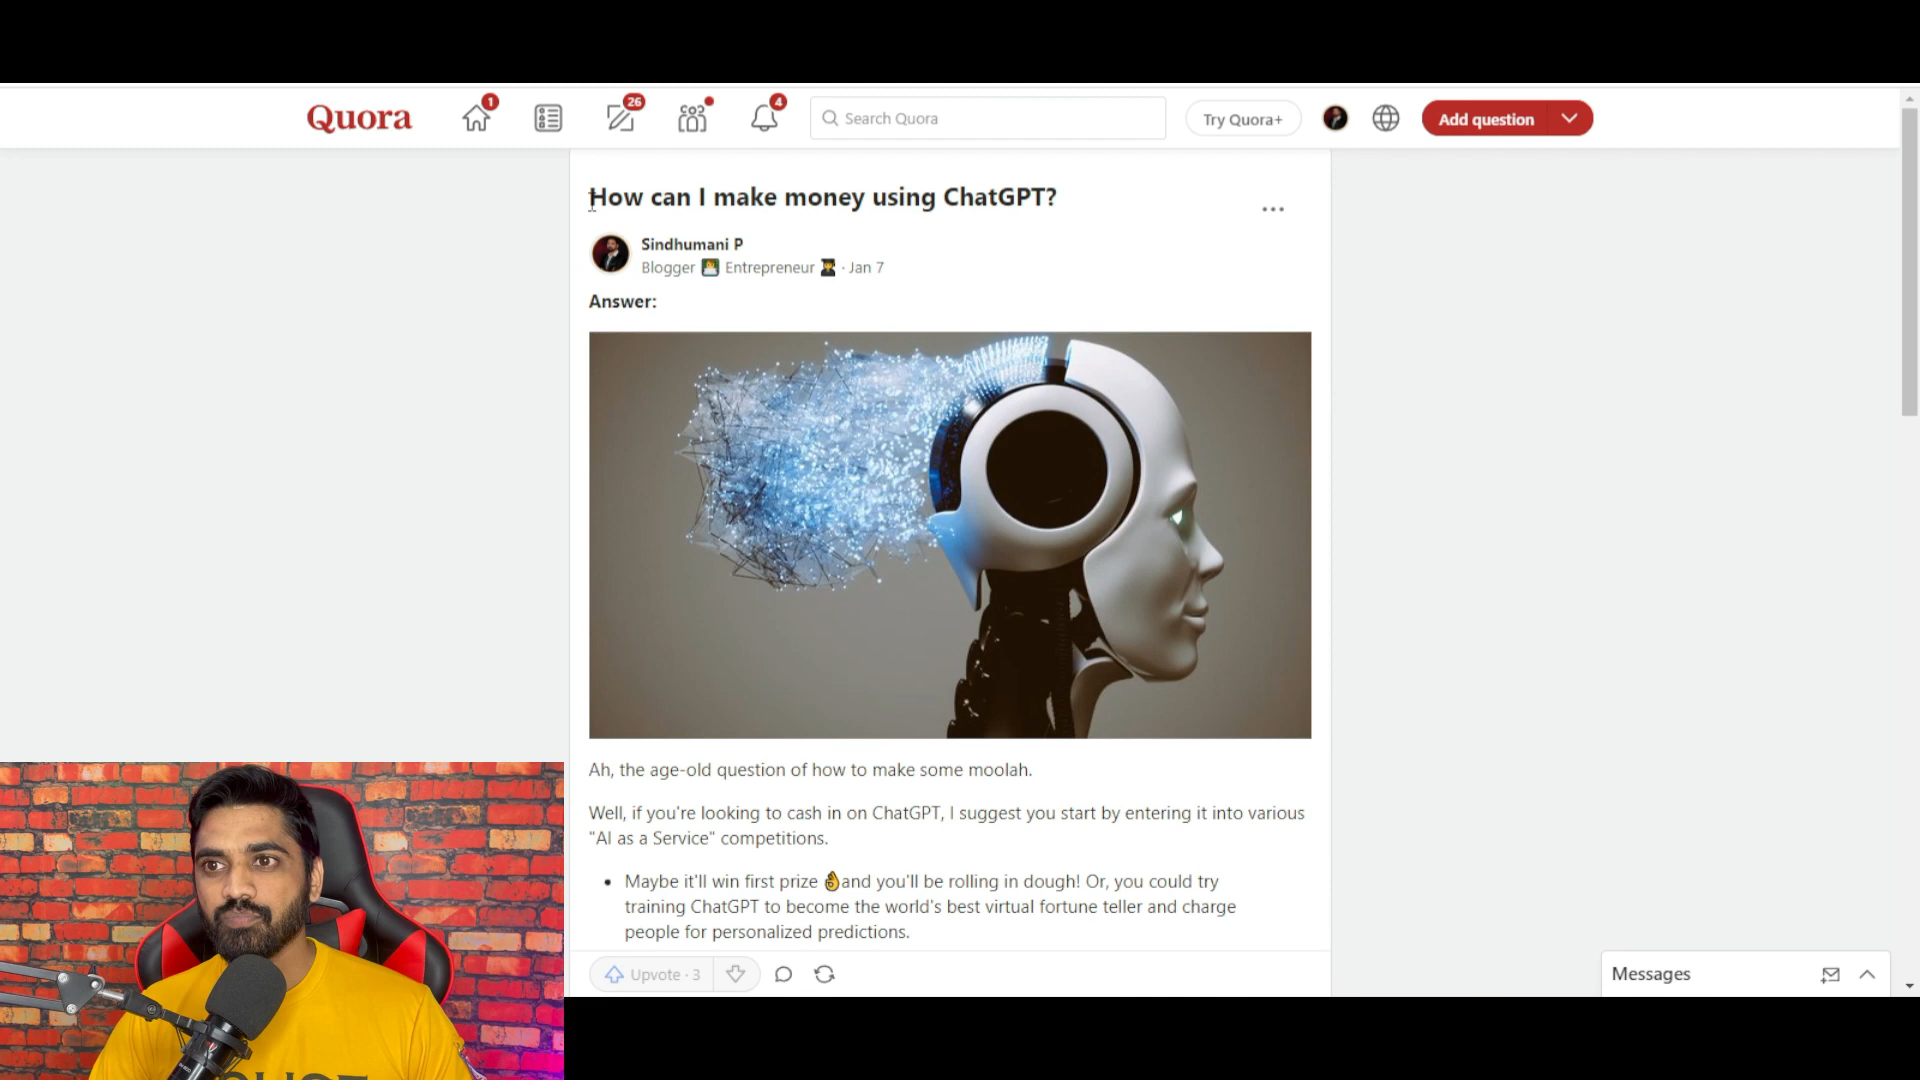 Quora
1
26
4
Search Quora
Try Quora+
Add question
How can I make money using ChatGPT?
Sindhumani P
Blogger 👩‍💻 Entrepreneur 👩‍🎓 · Jan 7
Answer:
Ah, the age-old question of how to make some moolah.
Well, if you're looking to cash in on ChatGPT, I suggest you start by entering it into various
"AI as a Service" competitions.
• Maybe it'll win first prize 👌and you'll be rolling in dough! Or, you could try
training ChatGPT to become the world's best virtual fortune teller and charge
people for personalized predictions.
Upvote · 3
Messages